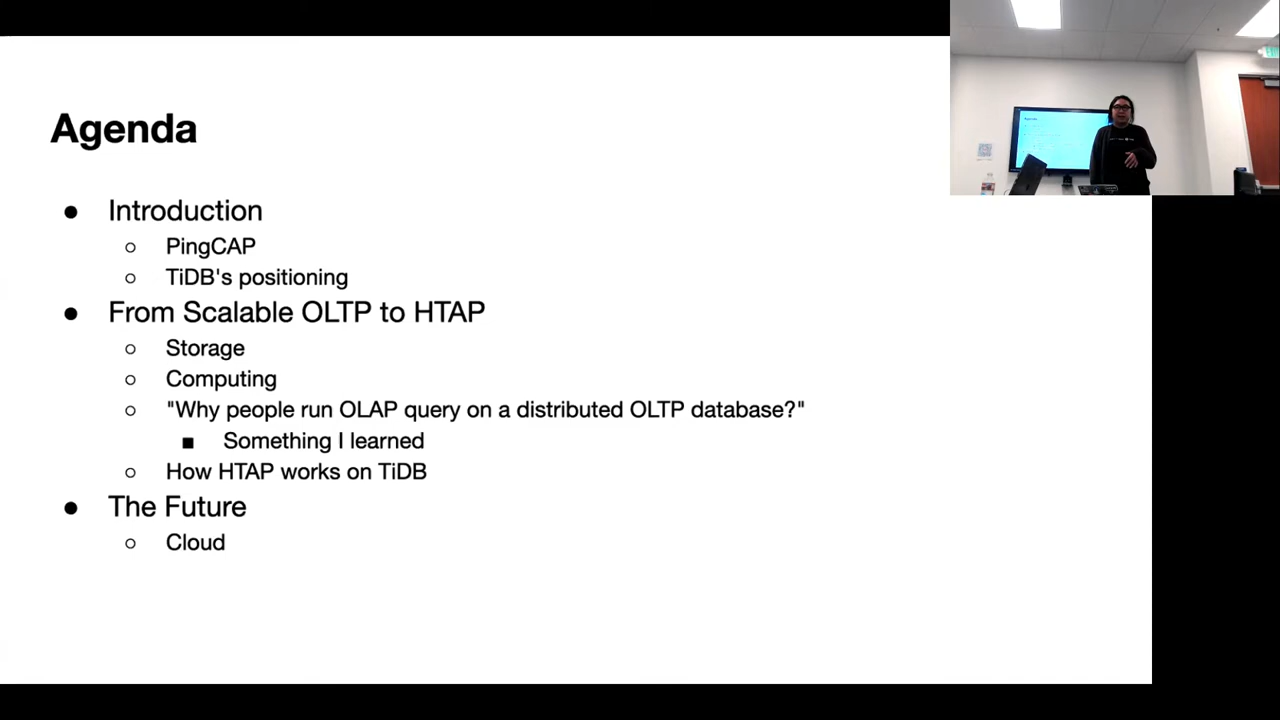 Agenda
● Introduction
○ PingCAP
○ TiDB's positioning
● From Scalable OLTP to HTAP
○ Storage
○ Computing
○ "Why people run OLAP query on a distributed OLTP database?"
■ Something I learned
○ How HTAP works on TiDB
● The Future
○ Cloud